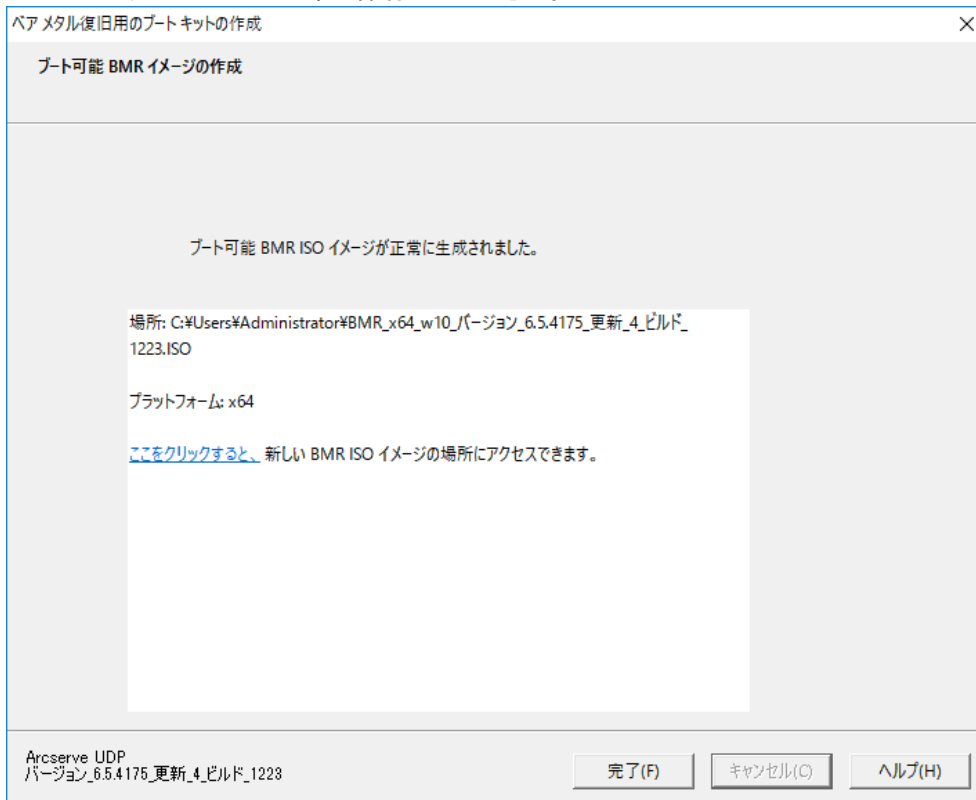 ベア メタル復旧用のブート キットの作成
ブート可能 BMR イメージの作成
ブート可能 BMR ISO イメージが正常に生成されました。
場所: C:¥Users¥Administrator¥BMR_x64_w10_バージョン_6.5.4175_更新_4_ビルド_
1223.ISO
プラットフォーム: x64
ここをクリックすると、 新しい BMR ISO イメージの場所にアクセスできます。
Arcserve UDP
バージョン_6.5.4175_更新_4_ビルド_1223
完了(F) キャンセル(C) ヘルプ(H)